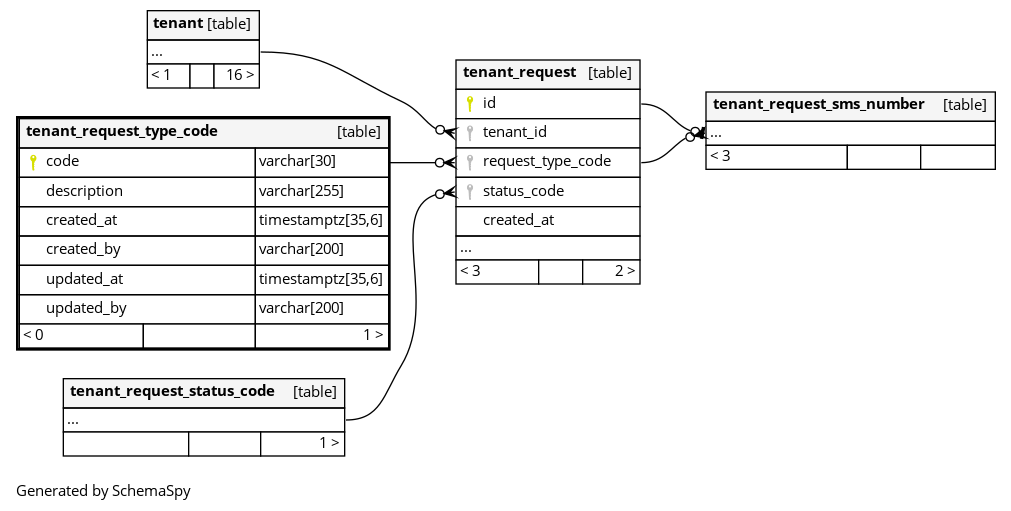 tenant [table]
...
< 1 16 >
tenant_request_type_code [table]
code varchar[30]
description varchar[255]
created_at timestamptz[35,6]
created_by varchar[200]
updated_at timestamptz[35,6]
updated_by varchar[200]
< 0 1 >
tenant_request_status_code [table]
...
1 >
tenant_request [table]
id
tenant_id
request_type_code
status_code
created_at
...
< 3 2 >
tenant_request_sms_number [table]
...
< 3
Generated by SchemaSpy